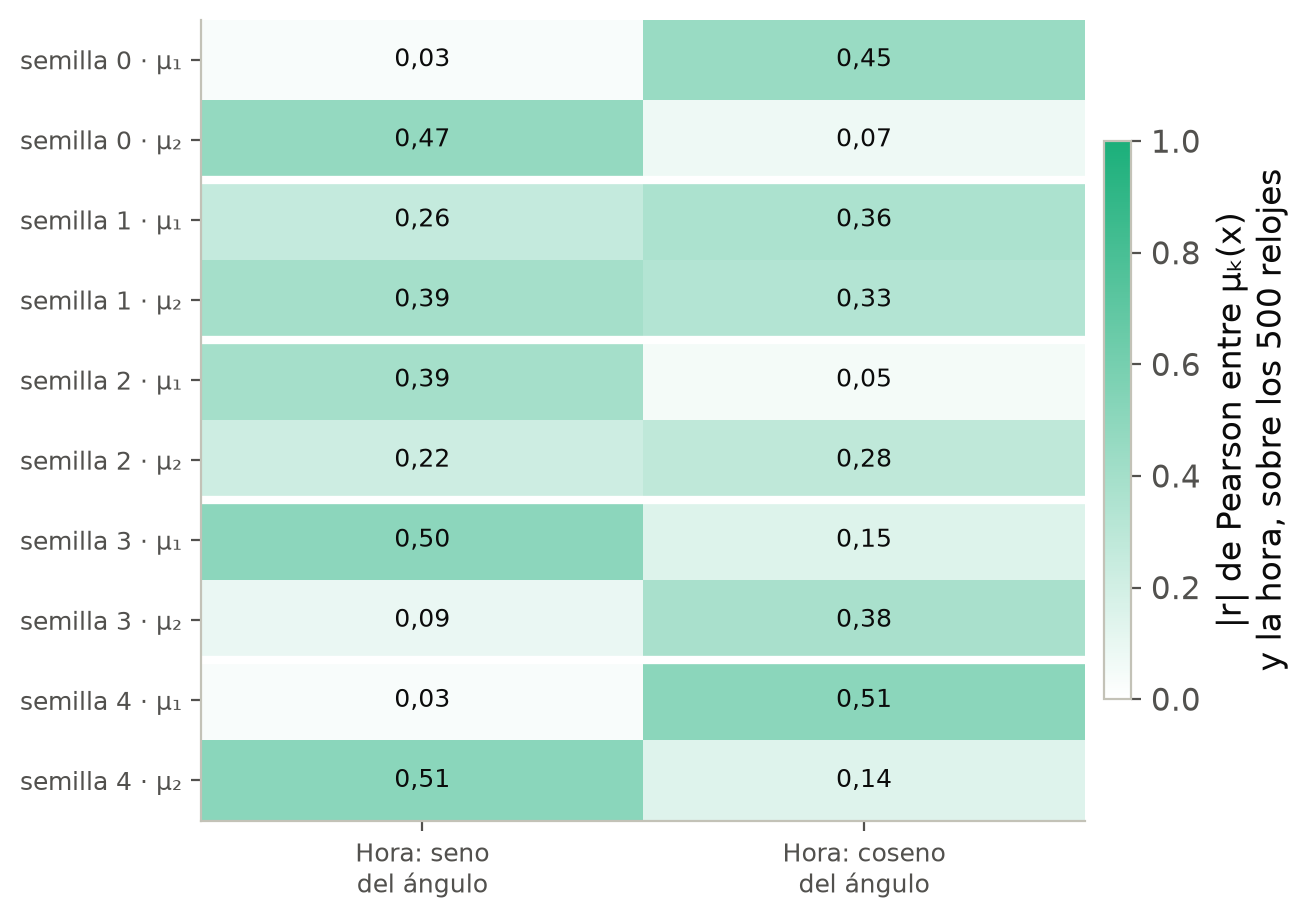 semilla 0 · μ₁
0,03
0,45
semilla 0 · μ₂
0,47
0,07
semilla 1 · μ₁
0,26
0,36
semilla 1 · μ₂
0,39
0,33
semilla 2 · μ₁
0,39
0,05
semilla 2 · μ₂
0,22
0,28
semilla 3 · μ₁
0,50
0,15
semilla 3 · μ₂
0,09
0,38
semilla 4 · μ₁
0,03
0,51
semilla 4 · μ₂
0,51
0,14
Hora: seno
del ángulo
Hora: coseno
del ángulo
1.0
0.8
0.6
0.4
0.2
0.0
|r| de Pearson entre μₖ(x)
y la hora, sobre los 500 relojes